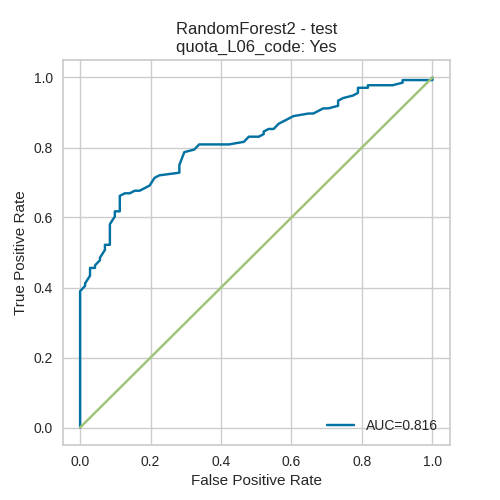 RandomForest2 - test
quota_L06_code: Yes
1.0
0.8
0.6
0.4
0.2
0.0
True Positive Rate
AUC=0.816
0.0 0.2 0.4 0.6 0.8 1.0
False Positive Rate